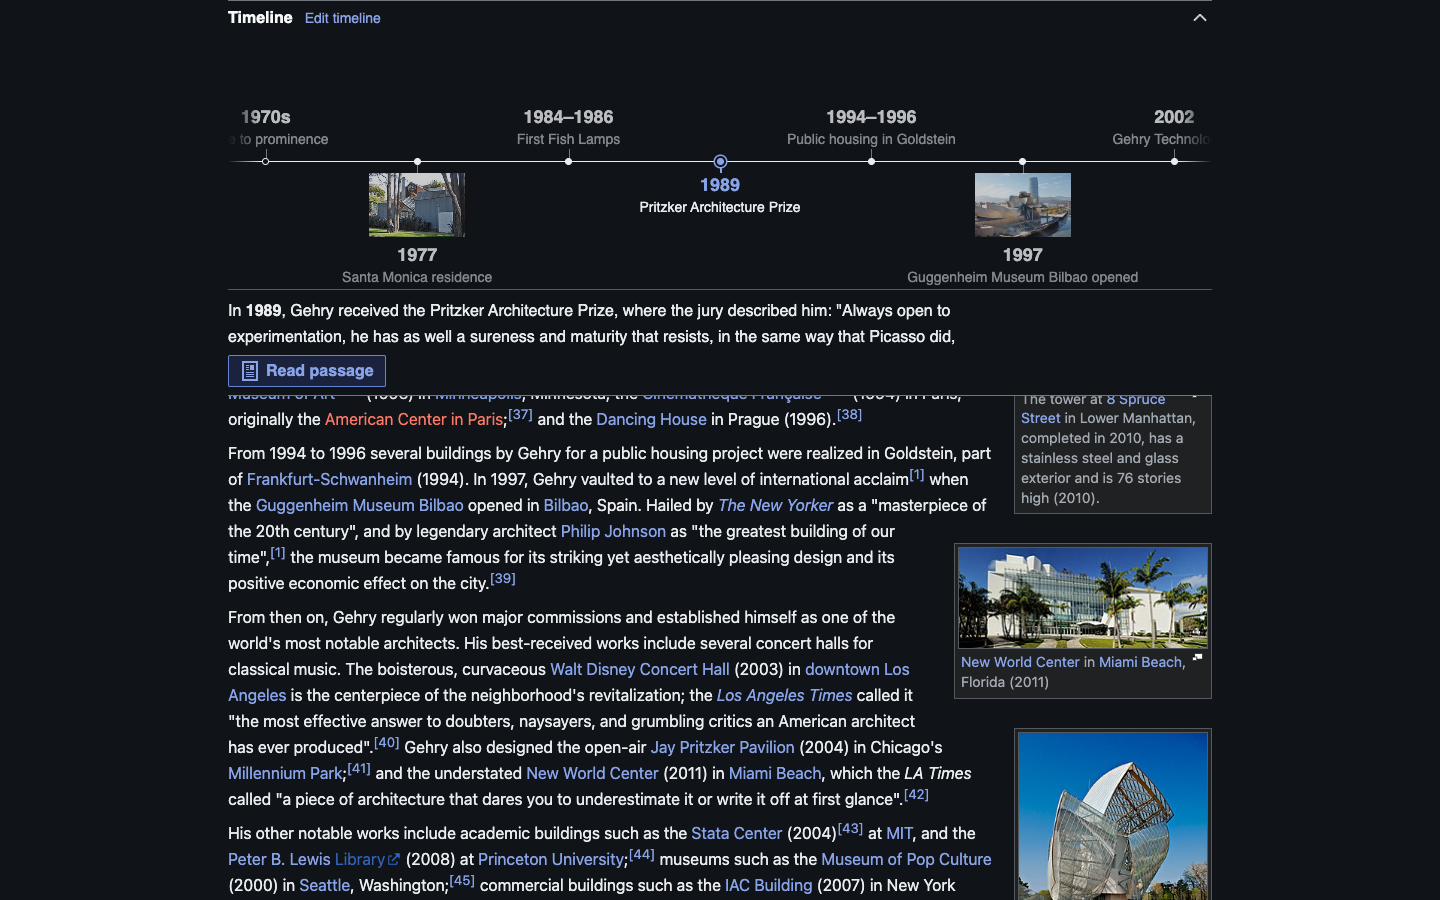 Timeline Edit timeline
1970s
e to prominence
1984–1986
First Fish Lamps
1994–1996
Public housing in Goldstein
2002
Gehry Technolo
1977
Santa Monica residence
1989
Pritzker Architecture Prize
1997
Guggenheim Museum Bilbao opened
In 1989, Gehry received the Pritzker Architecture Prize, where the jury described him: "Always open to
experimentation, he has as well a sureness and maturity that resists, in the same way that Picasso did,
Read passage
Museum of Art (1993) in Minneapolis, Minnesota; the Cinémathèque Française (1994) in Paris,
originally the American Center in Paris;[37] and the Dancing House in Prague (1996).[38]
From 1994 to 1996 several buildings by Gehry for a public housing project were realized in Goldstein, part
of Frankfurt-Schwanheim (1994). In 1997, Gehry vaulted to a new level of international acclaim[1] when
the Guggenheim Museum Bilbao opened in Bilbao, Spain. Hailed by The New Yorker as a "masterpiece of
the 20th century", and by legendary architect Philip Johnson as "the greatest building of our
time",[1] the museum became famous for its striking yet aesthetically pleasing design and its
positive economic effect on the city.[39]
From then on, Gehry regularly won major commissions and established himself as one of the
world's most notable architects. His best-received works include several concert halls for
classical music. The boisterous, curvaceous Walt Disney Concert Hall (2003) in downtown Los
Angeles is the centerpiece of the neighborhood's revitalization; the Los Angeles Times called it
"the most effective answer to doubters, naysayers, and grumbling critics an American architect
has ever produced".[40] Gehry also designed the open-air Jay Pritzker Pavilion (2004) in Chicago's
Millennium Park;[41] and the understated New World Center (2011) in Miami Beach, which the LA Times
called "a piece of architecture that dares you to underestimate it or write it off at first glance".[42]
His other notable works include academic buildings such as the Stata Center (2004)[43] at MIT, and the
Peter B. Lewis Library (2008) at Princeton University;[44] museums such as the Museum of Pop Culture
(2000) in Seattle, Washington;[45] commercial buildings such as the IAC Building (2007) in New York
The tower at 8 Spruce
Street in Lower Manhattan,
completed in 2010, has a
stainless steel and glass
exterior and is 76 stories
high (2010).
New World Center in Miami Beach,
Florida (2011)